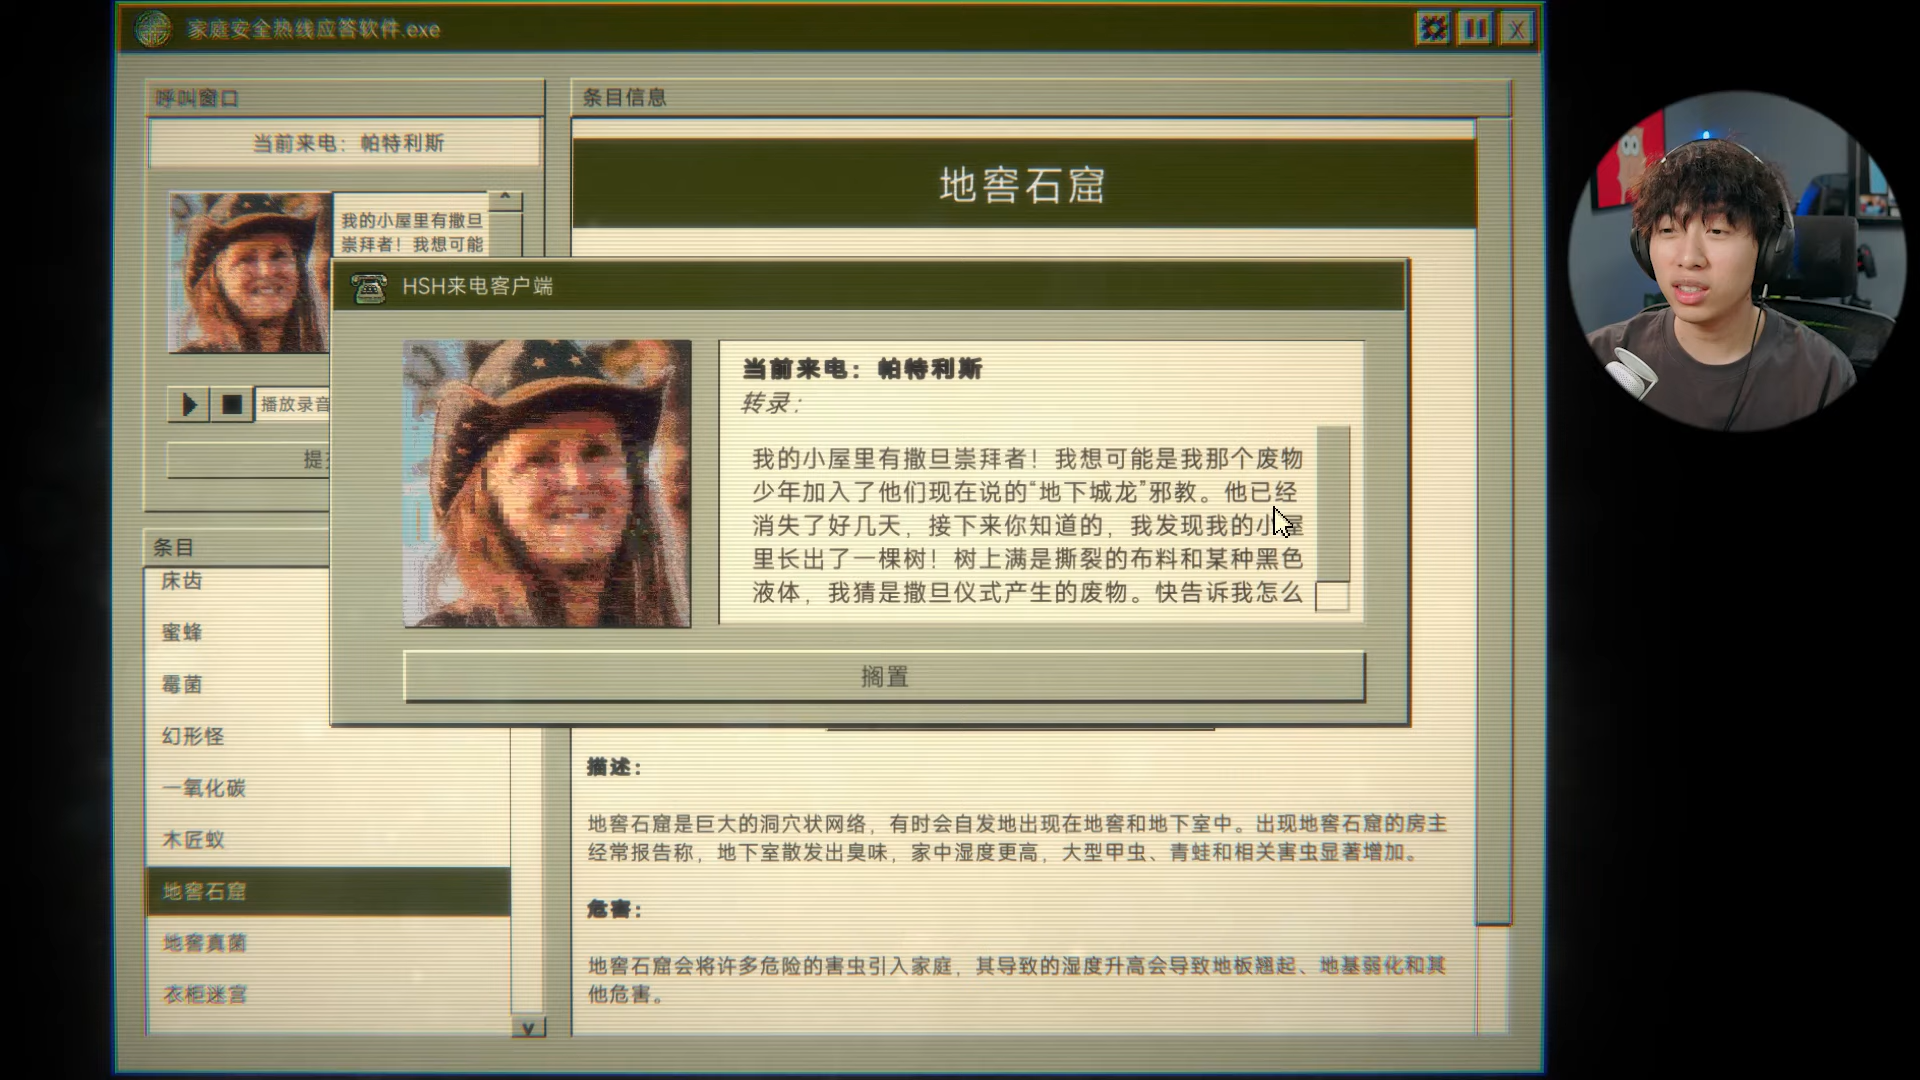 家庭安全热线应答软件.exe
呼叫窗口
当前来电：帕特利斯
我的小屋里有撒旦
崇拜者！我想可能
播放录音
条目
床齿
蜜蜂
霉菌
幻形怪
一氧化碳
木匠蚁
地窖石窟
地窖真菌
衣柜迷宫
条目信息
地窖石窟
HSH来电客户端
当前来电：帕特利斯
转录：
我的小屋里有撒旦崇拜者！我想可能是我那个废物
少年加入了他们现在说的“地下城龙”邪教。他已经
消失了好几天，接下来你知道的，我发现我的小屋
里长出了一棵树！树上满是撕裂的布料和某种黑色
液体，我猜是撒旦仪式产生的废物。快告诉我怎么
搁置
描述：
地窖石窟是巨大的洞穴状网络，有时会自发地出现在地窖和地下室中。出现地窖石窟的房主
经常报告称，地下室散发出臭味，家中湿度更高，大型甲虫、青蛙和相关害虫显著增加。
危害：
地窖石窟会将许多危险的害虫引入家庭，其导致的湿度升高会导致地板翘起、地基弱化和其
他危害。